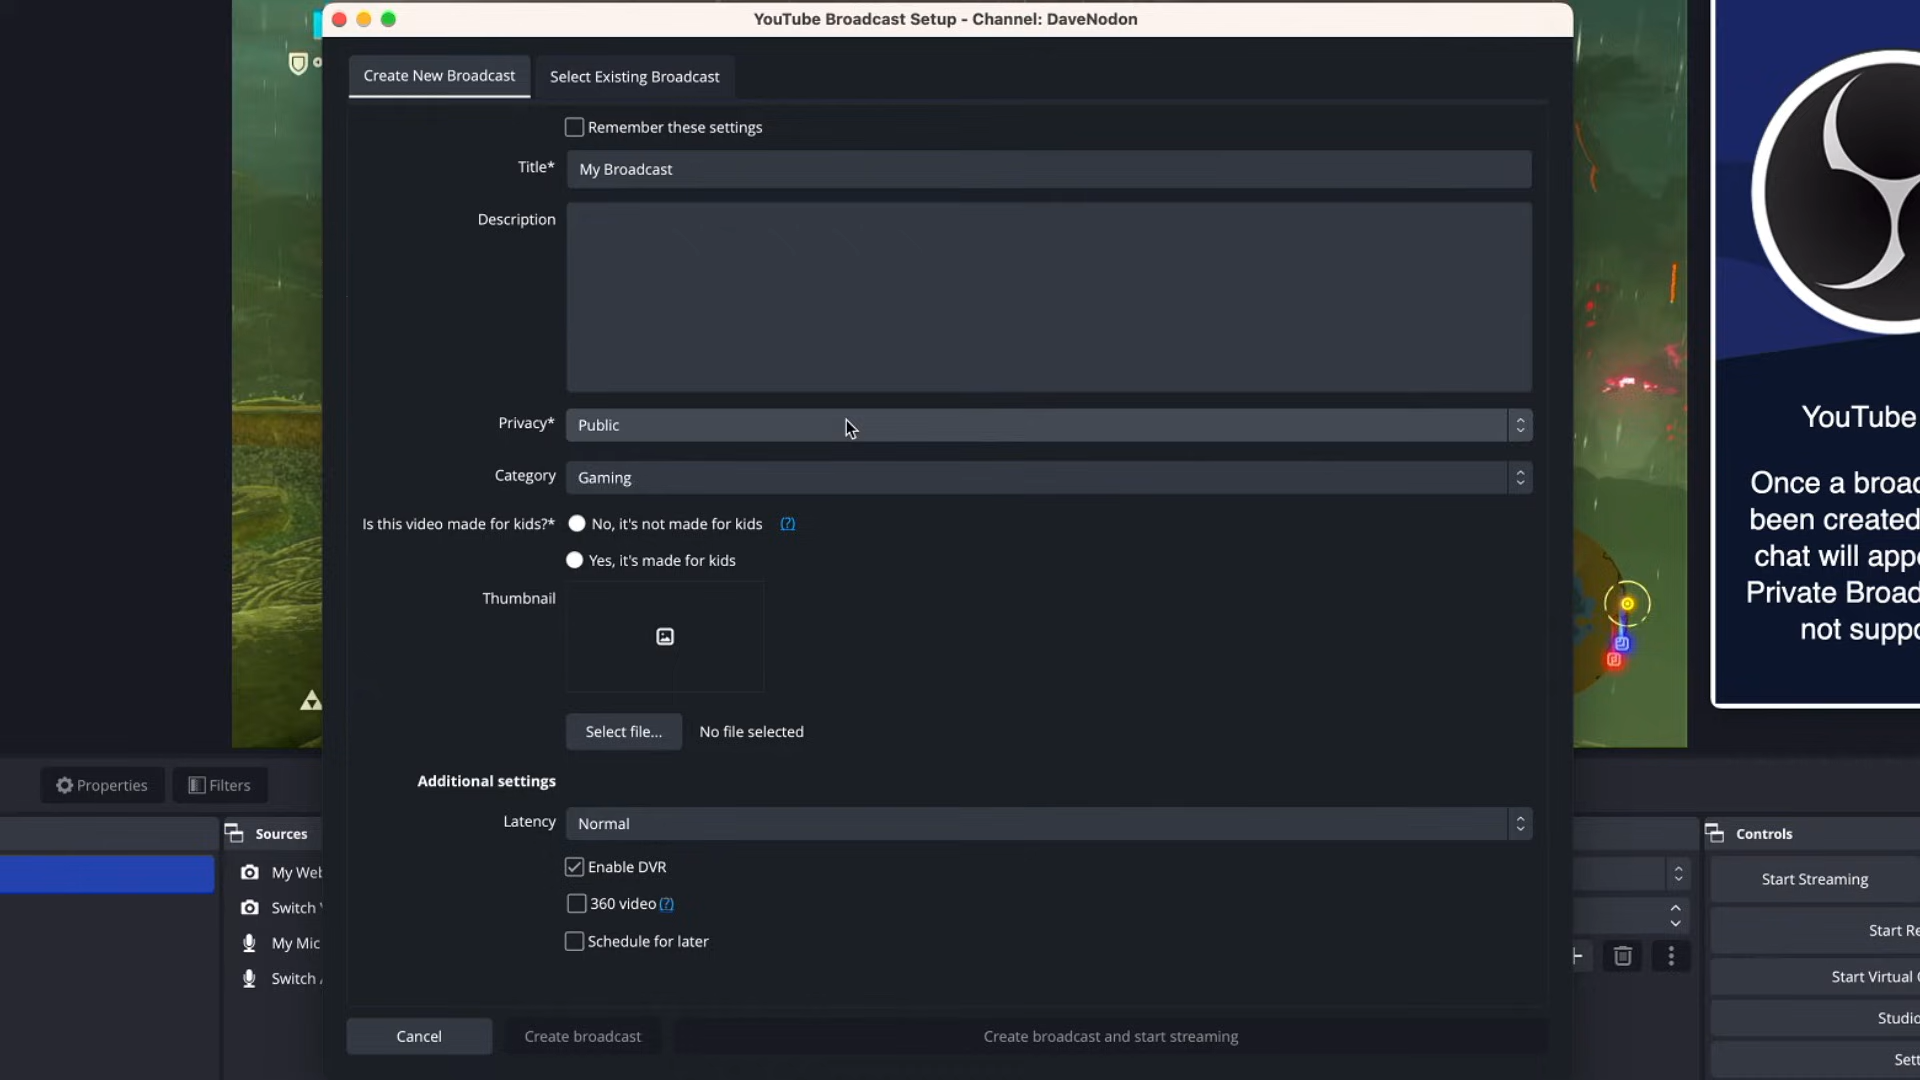 YouTube Broadcast Setup - Channel: DaveNodon
Create New Broadcast
Select Existing Broadcast
Remember these settings
Title*
My Broadcast
Description
Privacy*
Public
Category
Gaming
Is this video made for kids?*
No, it's not made for kids
(?)
Yes, it's made for kids
Thumbnail
Select file...
No file selected
Additional settings
Latency
Normal
Enable DVR
360 video (?)
Schedule for later
Cancel
Create broadcast
Create broadcast and start streaming
Properties
Filters
Sources
My Web
Switch
My Mic
Switch
YouTube
Once a broad
been created
chat will appe
Private Broad
not suppo
Controls
Start Streaming
Start Re
Start Virtual
Studio
Sett